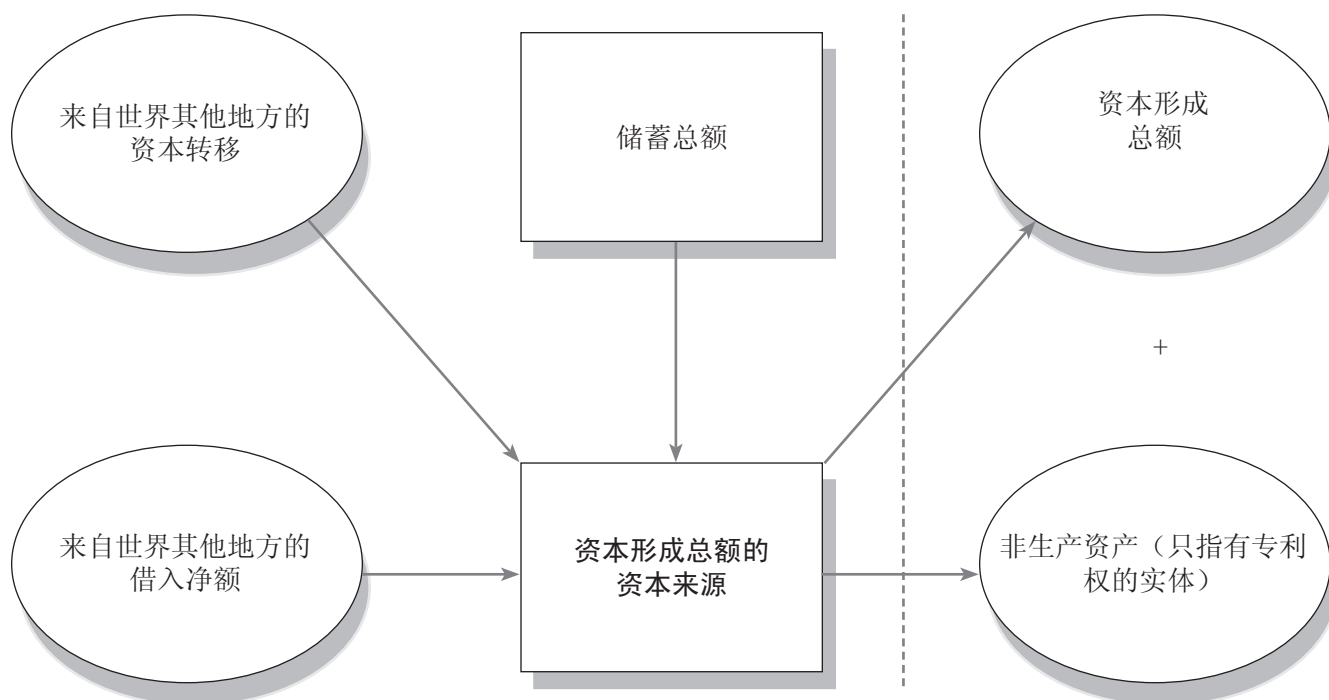 来自世界其他地方的
资本转移
储蓄总额
资本形成
总额
+
来自世界其他地方的
借入净额
资本形成总额的
资本来源
非生产资产（只指有专利
权的实体）